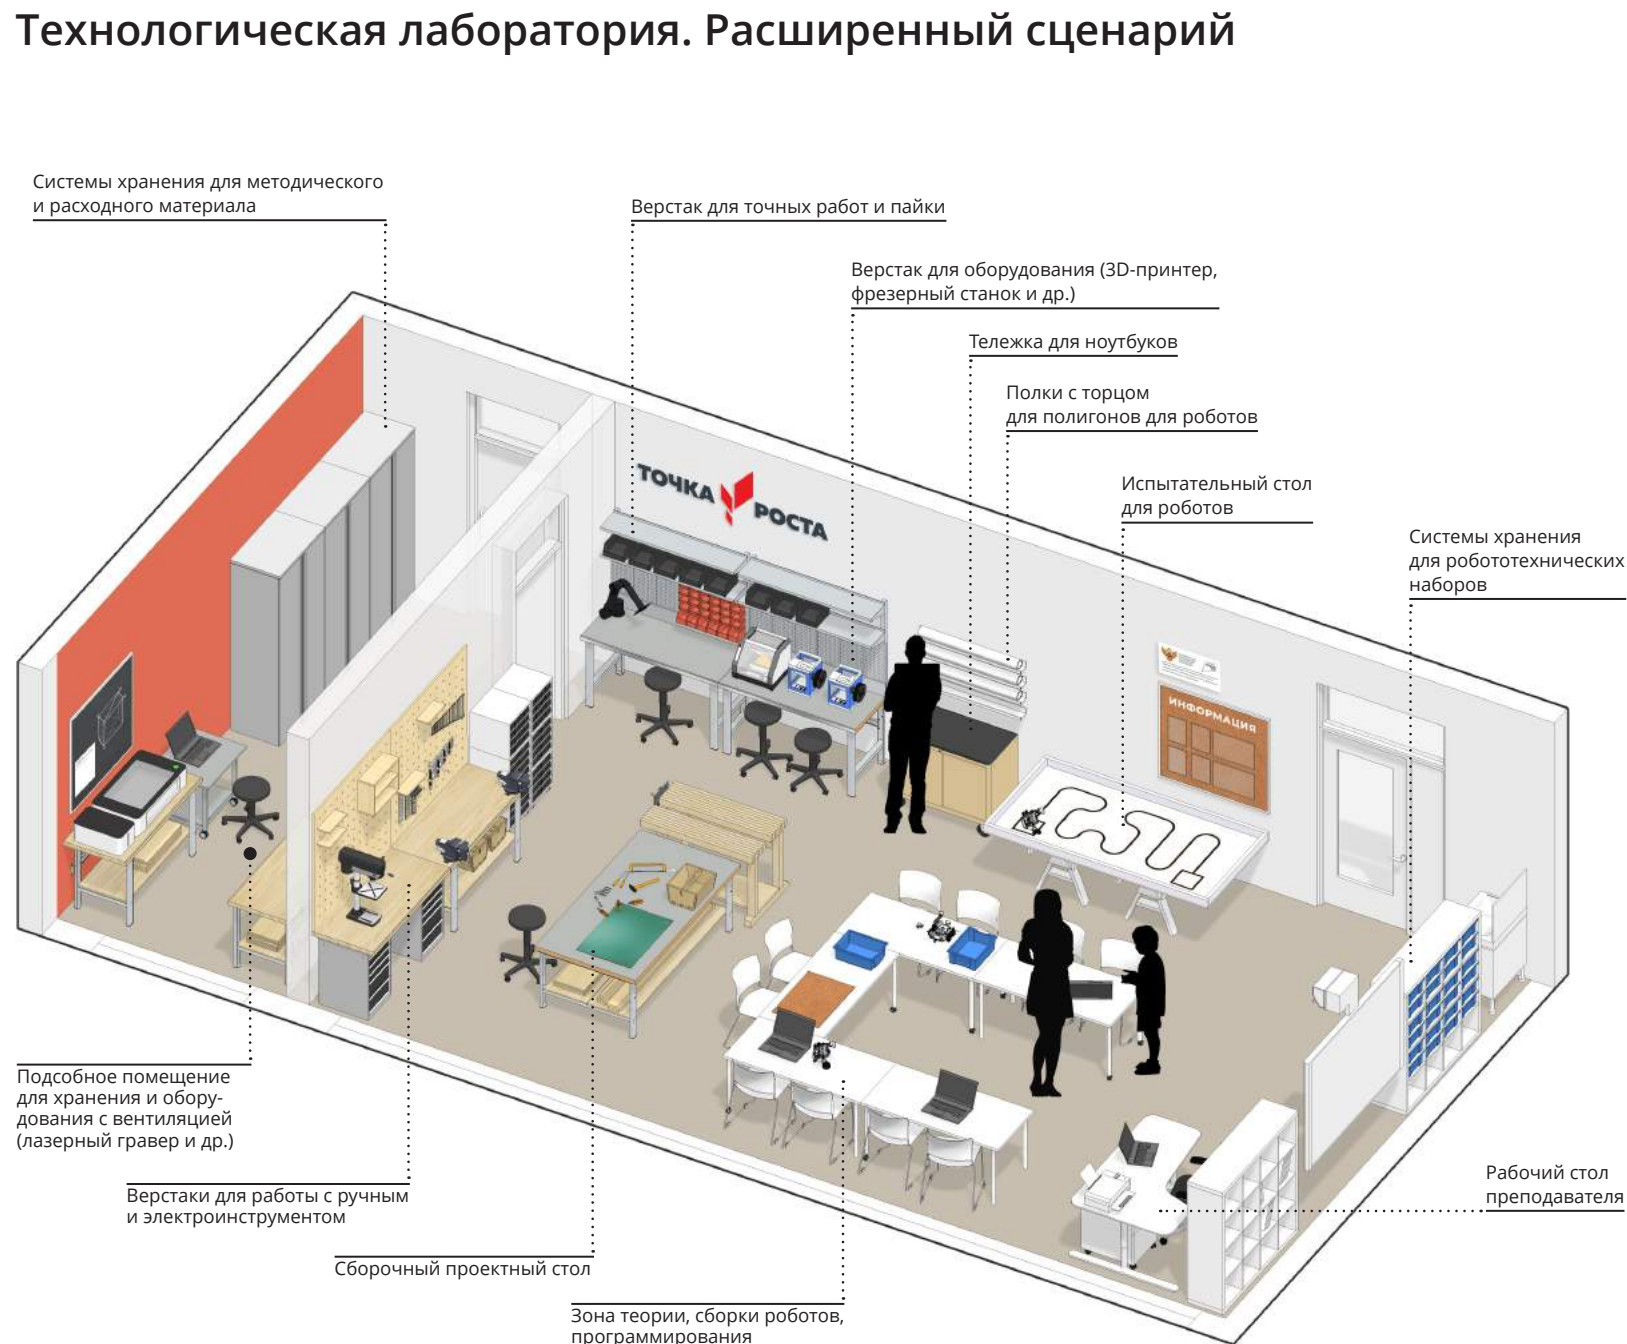 Технологическая лаборатория. Расширенный сценарий
Системы хранения для методического
и расходного материала
Верстак для точных работ и пайки
Верстак для оборудования (3D-принтер,
фрезерный станок и др.)
Тележка для ноутбуков
Полки с торцом
для полигонов для роботов
Испытательный стол
для роботов
Системы хранения
для робототехнических
наборов
ТОЧКА
РОСТА
ИНФОРМАЦИЯ
Подсобное помещение
для хранения и обору-
дования с вентиляцией
(лазерный гравер и др.)
Верстаки для работы с ручным
и электроинструментом
Сборочный проектный стол
Зона теории, сборки роботов,
программирования
Рабочий стол
преподавателя